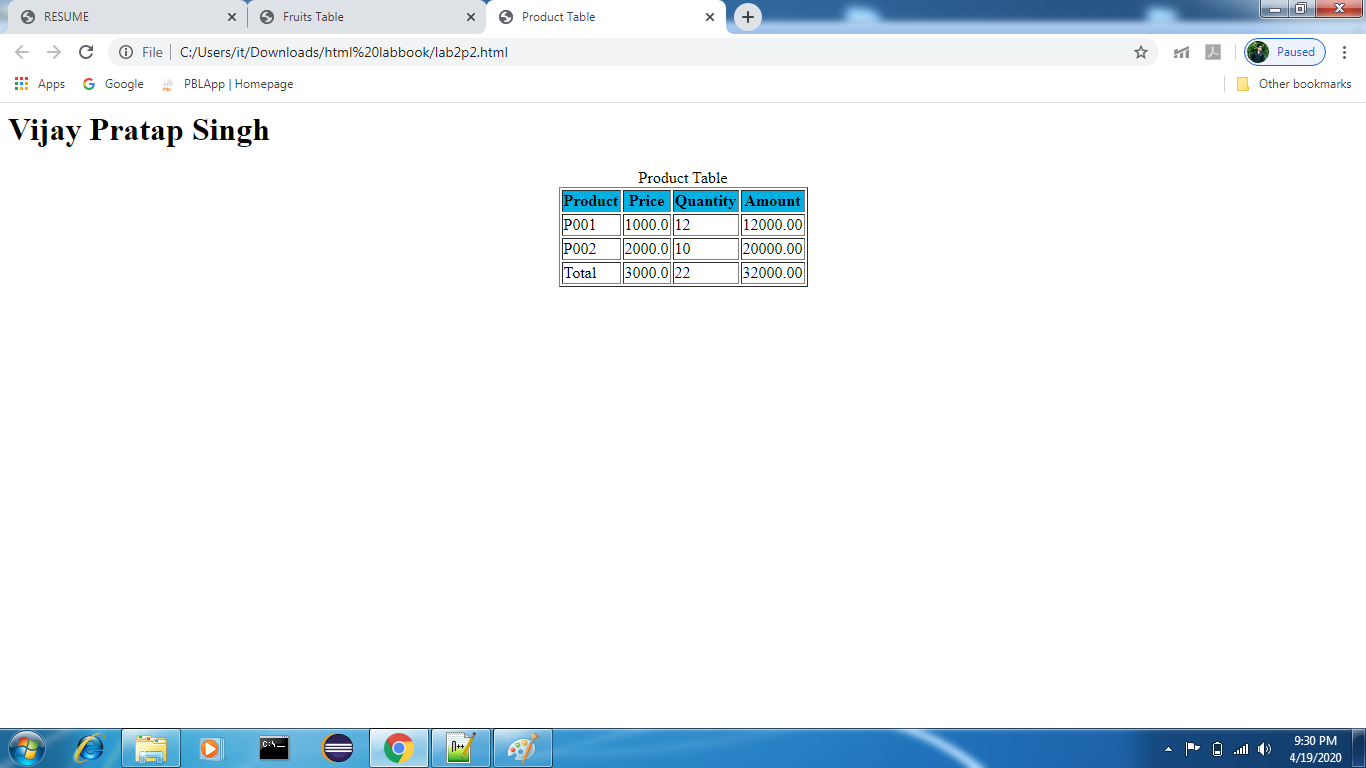 RESUME Fruits Table Product Table
File C:/Users/it/Downloads/html%20labbook/lab2p2.html Paused
Apps Google PBLApp | Homepage Other bookmarks
Vijay Pratap Singh
Product Table
Product Price Quantity Amount
P001 1000.0 12 12000.00
P002 2000.0 10 20000.00
Total 3000.0 22 32000.00
9:30 PM
4/19/2020